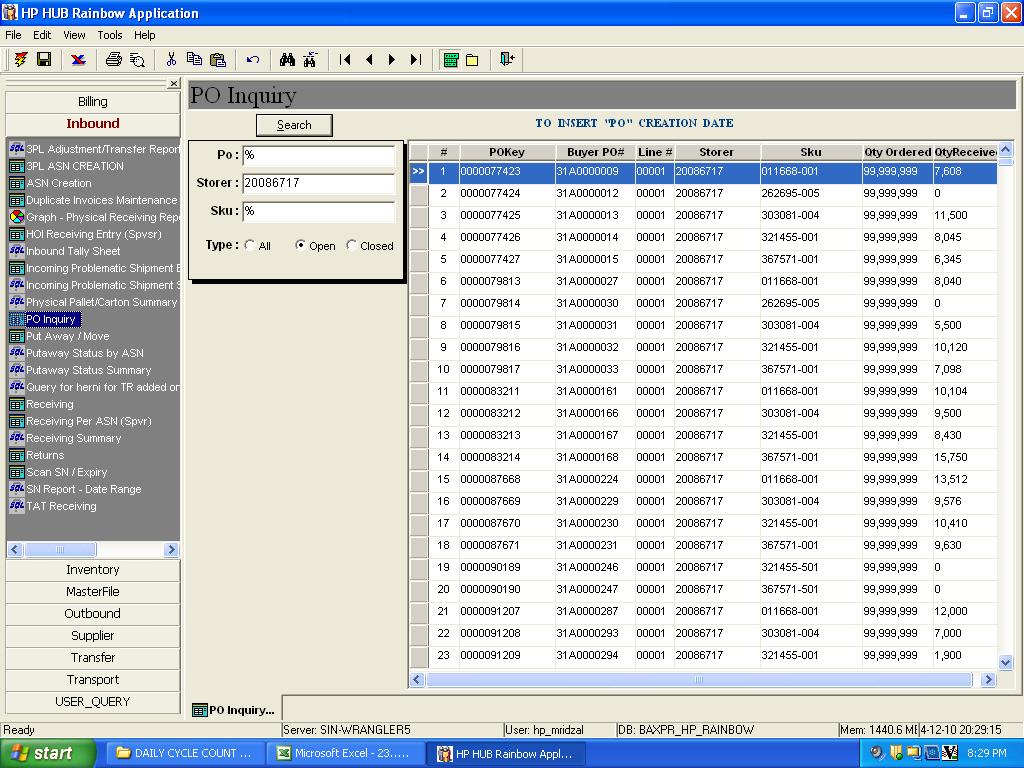 HP HUB Rainbow Application
File Edit View Tools Help
Billing
Inbound
3PL Adjustment/Transfer Report
3PL ASN CREATION
ASN Creation
Duplicate Invoices Maintenance
Graph - Physical Receiving Rep
HOI Receiving Entry (Spvsr)
Inbound Tally Sheet
Incoming Problematic Shipment E
Incoming Problematic Shipment S
Physical Pallet/Carton Summary
PO Inquiry
Put Away / Move
Putaway Status by ASN
Putaway Status Summary
Query for herni for TR added on
Receiving
Receiving Per ASN (Spvr)
Receiving Summary
Returns
Scan SN / Expiry
SN Report - Date Range
TAT Receiving
Inventory
MasterFile
Outbound
Supplier
Transfer
Transport
USER_QUERY
PO Inquiry
Search
TO INSERT "PO" CREATION DATE
Po : %
Storer : 20086717
Sku : %
Type : All Open Closed
# POKey Buyer PO# Line # Storer Sku Qty Ordered QtyReceived
>> 1 0000077423 31A0000009 00001 20086717 011668-001 99,999,999 7,608
2 0000077424 31A0000012 00001 20086717 262695-005 99,999,999 0
3 0000077425 31A0000013 00001 20086717 303081-004 99,999,999 11,500
4 0000077426 31A0000014 00001 20086717 321455-001 99,999,999 8,045
5 0000077427 31A0000015 00001 20086717 367571-001 99,999,999 6,345
6 0000079813 31A0000027 00001 20086717 011668-001 99,999,999 8,040
7 0000079814 31A0000030 00001 20086717 262695-005 99,999,999 0
8 0000079815 31A0000031 00001 20086717 303081-004 99,999,999 5,500
9 0000079816 31A0000032 00001 20086717 321455-001 99,999,999 10,120
10 0000079817 31A0000033 00001 20086717 367571-001 99,999,999 7,098
11 0000083211 31A0000161 00001 20086717 011668-001 99,999,999 10,104
12 0000083212 31A0000166 00001 20086717 303081-004 99,999,999 9,500
13 0000083213 31A0000167 00001 20086717 321455-001 99,999,999 8,430
14 0000083214 31A0000168 00001 20086717 367571-001 99,999,999 15,750
15 0000087668 31A0000224 00001 20086717 011668-001 99,999,999 13,512
16 0000087669 31A0000229 00001 20086717 303081-004 99,999,999 9,576
17 0000087670 31A0000230 00001 20086717 321455-001 99,999,999 10,410
18 0000087671 31A0000231 00001 20086717 367571-001 99,999,999 9,630
19 0000090189 31A0000246 00001 20086717 321455-501 99,999,999 0
20 0000090190 31A0000247 00001 20086717 367571-501 99,999,999 0
21 0000091207 31A0000287 00001 20086717 011668-001 99,999,999 12,000
22 0000091208 31A0000293 00001 20086717 303081-004 99,999,999 7,000
23 0000091209 31A0000294 00001 20086717 321455-001 99,999,999 1,900
PO Inquiry...
Ready Server: SIN-WRANGLER5 User: hp_mridzal DB: BAXPR_HP_RAINBOW Mem: 1440.6 M 4-12-10 20:29:15
start DAILY CYCLE COUNT ... Microsoft Excel - 23..... HP HUB Rainbow Appl... 8:29 PM